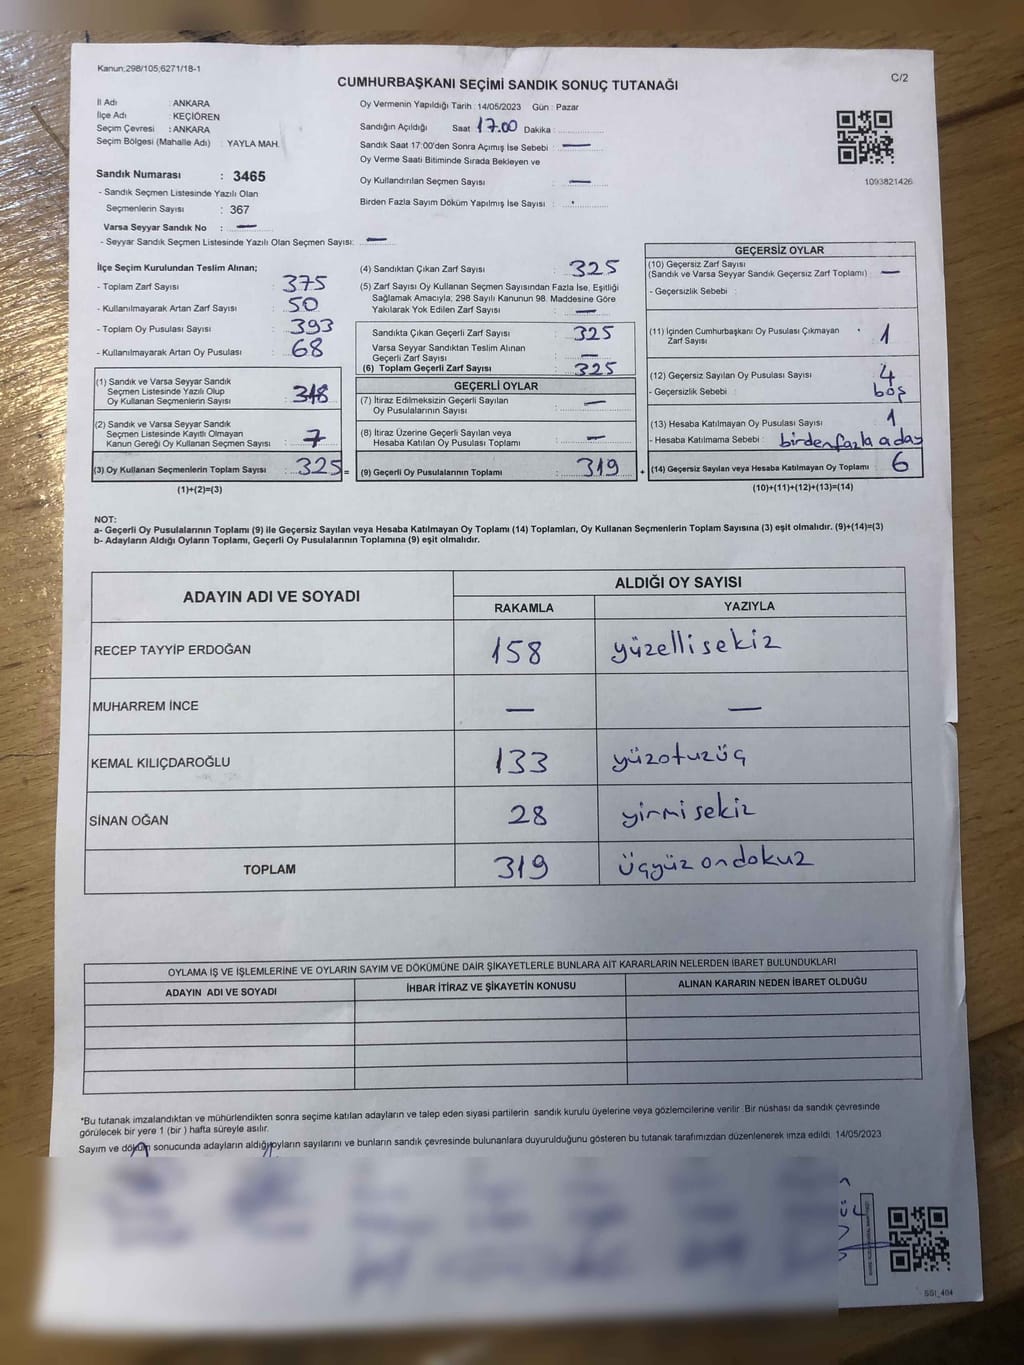 Kanun;298/105;6271/18-1
C/2
CUMHURBAŞKANI SEÇİMİ SANDIK SONUÇ TUTANAĞI
İl Adı : ANKARA
İlçe Adı : KEÇİÖREN
Seçim Çevresi : ANKARA
Seçim Bölgesi (Mahalle Adı) : YAYLA MAH.
Sandık Numarası : 3465
- Sandık Seçmen Listesinde Yazılı Olan
Seçmenlerin Sayısı : 367
Varsa Seyyar Sandık No : —
- Seyyar Sandık Seçmen Listesinde Yazılı Olan Seçmen Sayısı: —
Oy Vermenin Yapıldığı Tarih : 14/05/2023 Gün : Pazar
Sandığın Açıldığı Saat 17.00 Dakika :
Sandık Saat 17:00'den Sonra Açımış İse Sebebi : —
Oy Verme Saati Bitiminde Sırada Bekleyen ve
Oy Kullandırılan Seçmen Sayısı : —
Birden Fazla Sayım Döküm Yapılmış İse Sayısı :
1093821426
İlçe Seçim Kurulundan Teslim Alınan;
- Toplam Zarf Sayısı : 375
- Kullanılmayarak Artan Zarf Sayısı : 50
- Toplam Oy Pusulası Sayısı : 393
- Kullanılmayarak Artan Oy Pusulası : 68
(1) Sandık ve Varsa Seyyar Sandık
Seçmen Listesinde Yazılı Olup
Oy Kullanan Seçmenlerin Sayısı : 318
(2) Sandık ve Varsa Seyyar Sandık
Seçmen Listesinde Kayıtlı Olmayan
Kanun Gereği Oy Kullanan Seçmen Sayısı : 7
(3) Oy Kullanan Seçmenlerin Toplam Sayısı : 325 =
(1)+(2)=(3)
(4) Sandıktan Çıkan Zarf Sayısı : 325
(5) Zarf Sayısı Oy Kullanan Seçmen Sayısından Fazla İse, Eşitliği
Sağlamak Amacıyla; 298 Sayılı Kanunun 98. Maddesine Göre
Yakılarak Yok Edilen Zarf Sayısı : —
Sandıkta Çıkan Geçerli Zarf Sayısı : 325
Varsa Seyyar Sandıktan Teslim Alınan
Geçerli Zarf Sayısı : —
(6) Toplam Geçerli Zarf Sayısı : 325
GEÇERLİ OYLAR
(7) İtiraz Edilmeksizin Geçerli Sayılan
Oy Pusulalarının Sayısı : —
(8) İtiraz Üzerine Geçerli Sayılan veya
Hesaba Katılan Oy Pusulası Toplamı : —
(9) Geçerli Oy Pusulalarının Toplamı : 319 +
GEÇERSİZ OYLAR
(10) Geçersiz Zarf Sayısı
(Sandık ve Varsa Seyyar Sandık Geçersiz Zarf Toplamı) : —
- Geçersizlik Sebebi :
(11) İçinden Cumhurbaşkanı Oy Pusulası Çıkmayan
Zarf Sayısı : 1
(12) Geçersiz Sayılan Oy Pusulası Sayısı : 4
- Geçersizlik Sebebi : boş
(13) Hesaba Katılmayan Oy Pusulası Sayısı : 1
- Hesaba Katılmama Sebebi : birden fazla aday
(14) Geçersiz Sayılan veya Hesaba Katılmayan Oy Toplamı : 6
(10)+(11)+(12)+(13)=(14)
NOT:
a- Geçerli Oy Pusulalarının Toplamı (9) ile Geçersiz Sayılan veya Hesaba Katılmayan Oy Toplamı (14) Toplamları, Oy Kullanan Seçmenlerin Toplam Sayısına (3) eşit olmalıdır. (9)+(14)=(3)
b- Adayların Aldığı Oyların Toplamı, Geçerli Oy Pusulalarının Toplamına (9) eşit olmalıdır.
ADAYIN ADI VE SOYADI
ALDIĞI OY SAYISI
RAKAMLA YAZIYLA
RECEP TAYYİP ERDOĞAN 158 yüzellisekiz
MUHARREM İNCE — —
KEMAL KILIÇDAROĞLU 133 yüzotuzüç
SİNAN OĞAN 28 yirmisekiz
TOPLAM 319 üçyüz ondokuz
OYLAMA İŞ VE İŞLEMLERİNE VE OYLARIN SAYIM VE DÖKÜMÜNE DAİR ŞİKAYETLERLE BUNLARA AİT KARARLARIN NELERDEN İBARET BULUNDUKLARI
ADAYIN ADI VE SOYADI İHBAR İTİRAZ VE ŞİKAYETİN KONUSU ALINAN KARARIN NEDEN İBARET OLDUĞU
*Bu tutanak imzalandıktan ve mühürlendikten sonra seçime katılan adayların ve talep eden siyasi partilerin sandık kurulu üyelerine veya gözlemcilerine verilir. Bir nüshası da sandık çevresinde
görülecek bir yere 1 (bir ) hafta süreyle asılır.
Sayım ve döküm sonucunda adayların aldığı oyların sayılarını ve bunların sandık çevresinde bulunanlara duyurulduğunu gösteren bu tutanak tarafımızdan düzenlenerek imza edildi. 14/05/2023